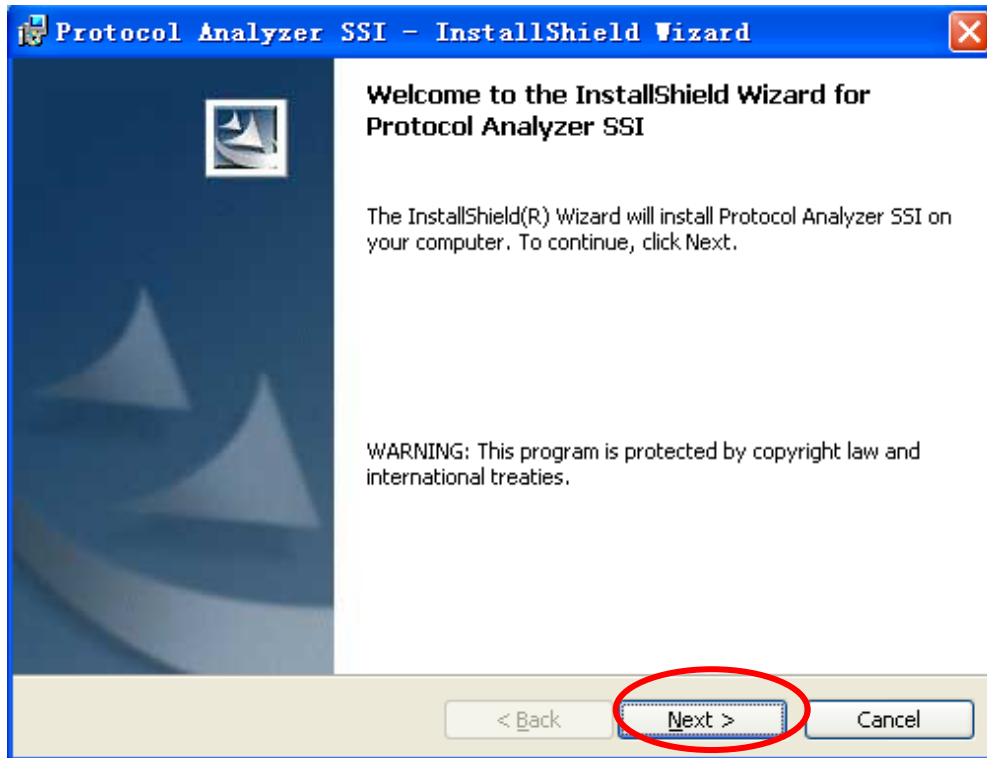 Protocol Analyzer SSI - InstallShield Wizard
Welcome to the InstallShield Wizard for
Protocol Analyzer SSI
The InstallShield(R) Wizard will install Protocol Analyzer SSI on
your computer. To continue, click Next.
WARNING: This program is protected by copyright law and
international treaties.
< Back
Next >
Cancel